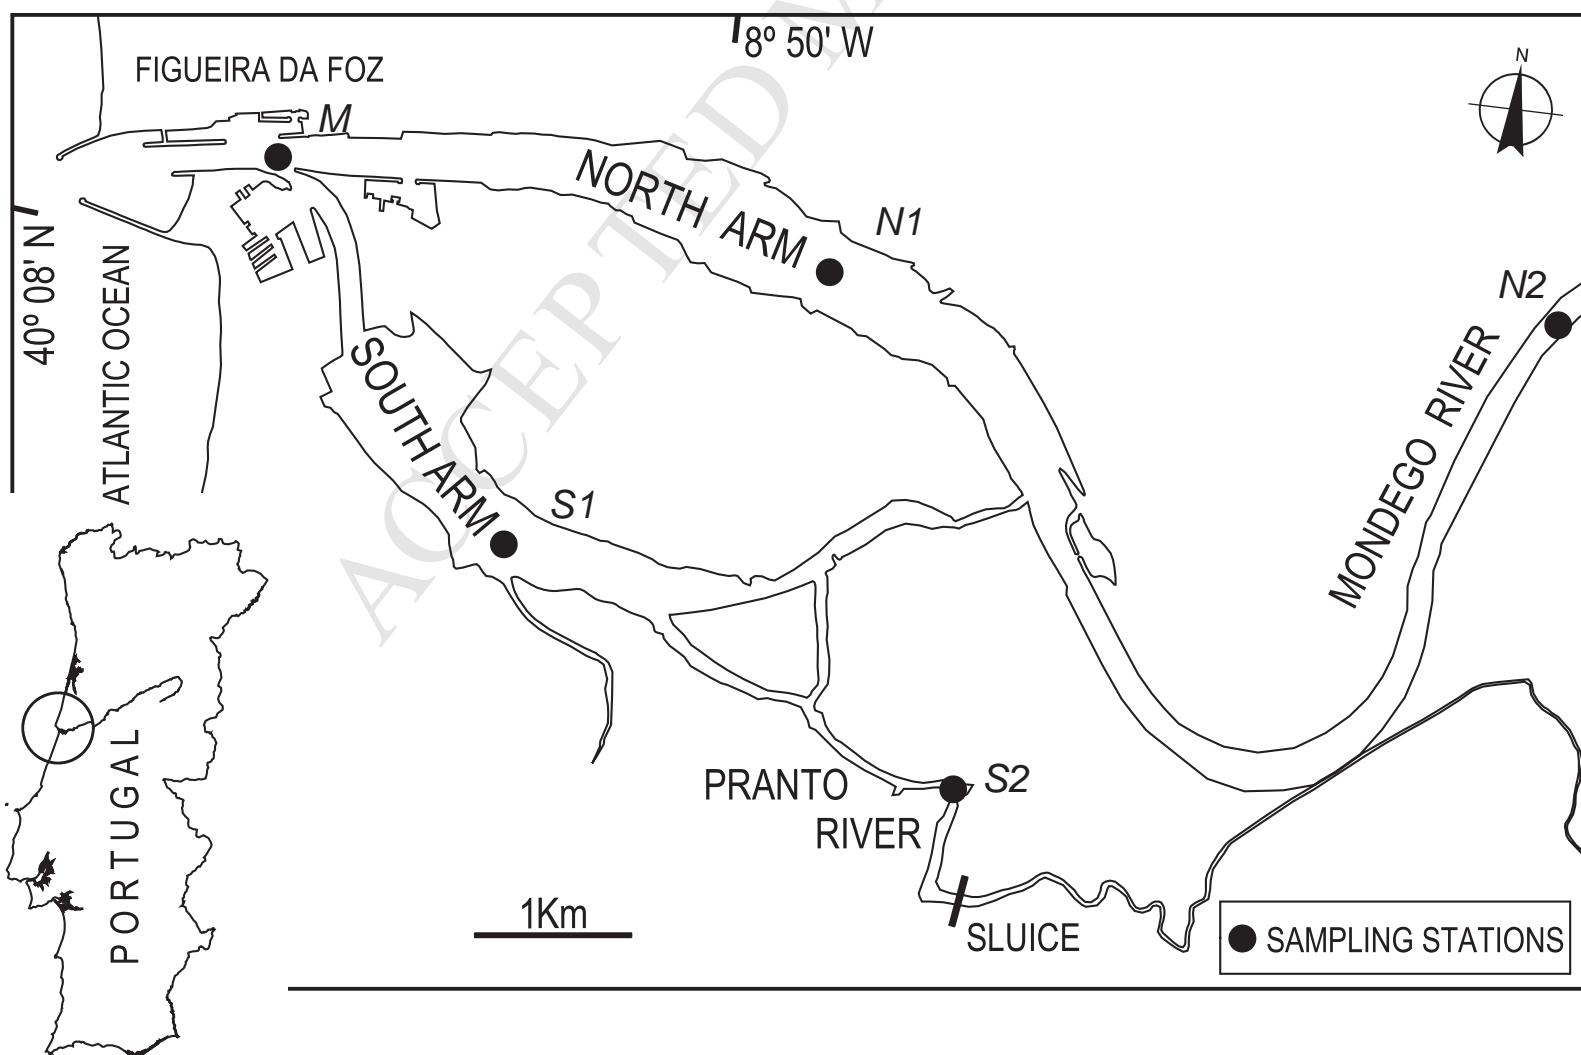 8º 50' W
N
FIGUEIRA DA FOZ
M
NORTH ARM
N1
N2
40º 08' N
ATLANTIC OCEAN
SOUTH ARM
S1
MONDEGO RIVER
PRANTO
RIVER
S2
PORTUGAL
1Km
SLUICE
SAMPLING STATIONS
ACCEPTED M